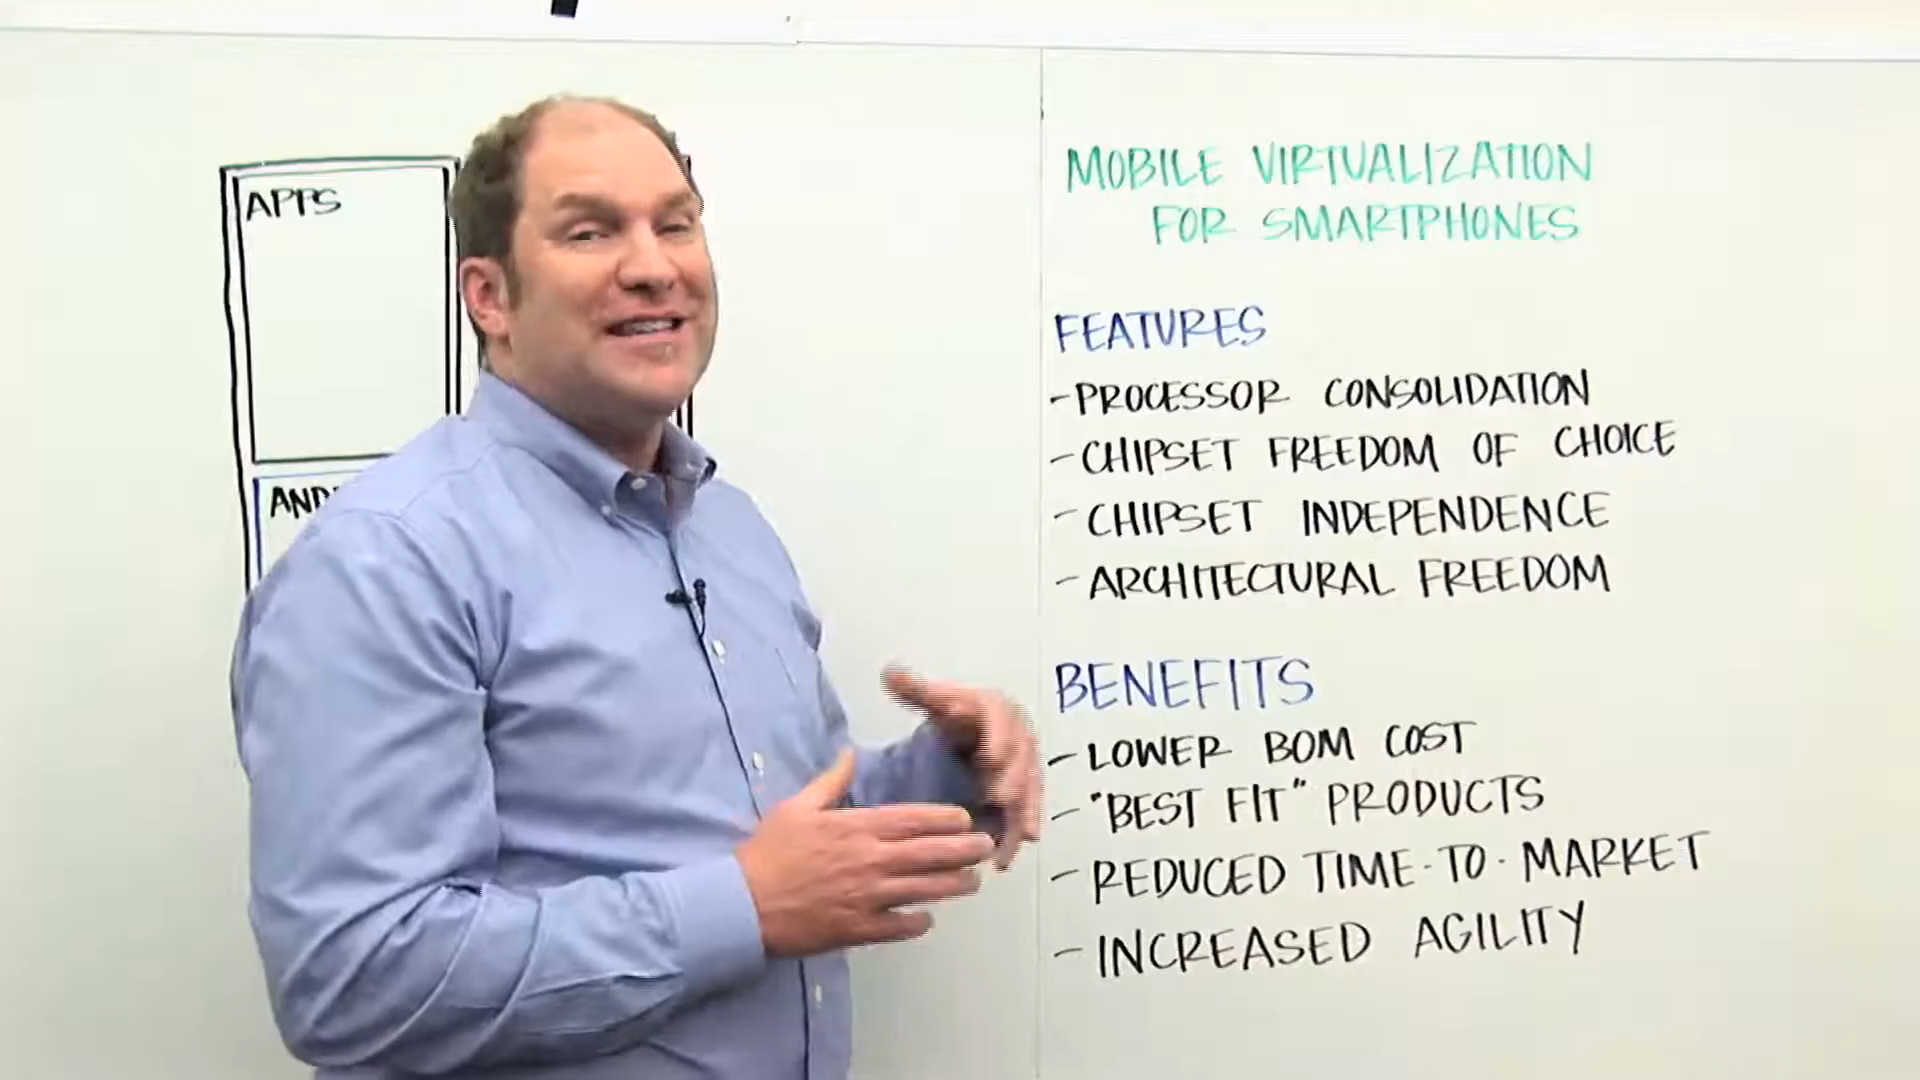 APPS
MOBILE VIRTUALIZATION
FOR SMARTPHONES
FEATURES
-PROCESSOR CONSOLIDATION
-CHIPSET FREEDOM OF CHOICE
-CHIPSET INDEPENDENCE
-ARCHITECTURAL FREEDOM
BENEFITS
-LOWER BOM COST
-"BEST FIT" PRODUCTS
-REDUCED TIME-TO-MARKET
-INCREASED AGILITY